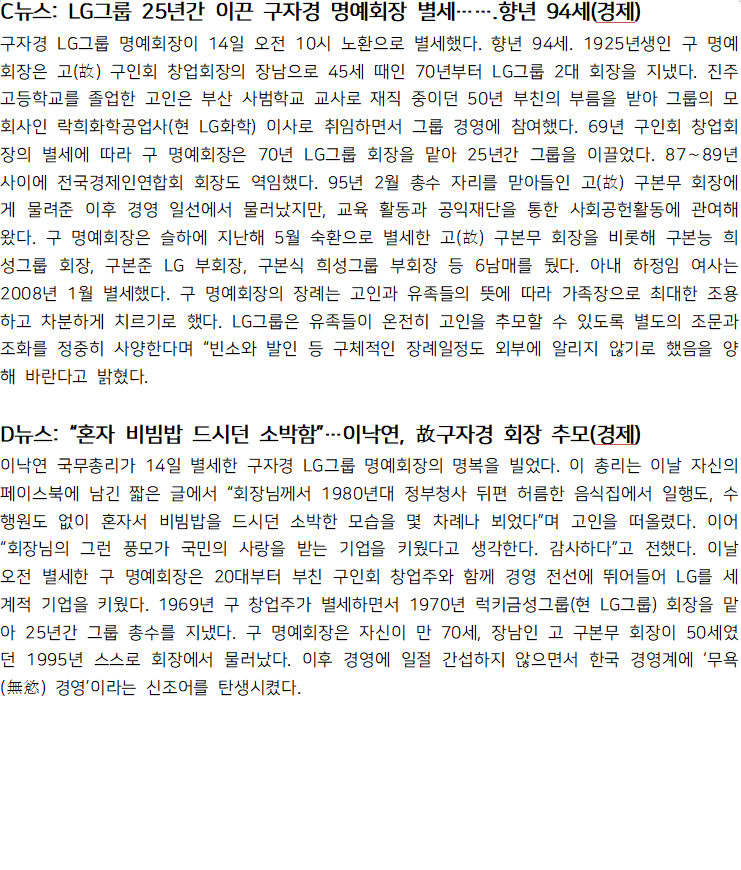 C뉴스: LG그룹 25년간 이끈 구자경 명예회장 별세…….향년 94세(경제)
구자경 LG그룹 명예회장이 14일 오전 10시 노환으로 별세했다. 향년 94세. 1925년생인 구 명예
회장은 고(故) 구인회 창업회장의 장남으로 45세 때인 70년부터 LG그룹 2대 회장을 지냈다. 진주
고등학교를 졸업한 고인은 부산 사범학교 교사로 재직 중이던 50년 부친의 부름을 받아 그룹의 모
회사인 락희화학공업사(현 LG화학) 이사로 취임하면서 그룹 경영에 참여했다. 69년 구인회 창업회
장의 별세에 따라 구 명예회장은 70년 LG그룹 회장을 맡아 25년간 그룹을 이끌었다. 87~89년
사이에 전국경제인연합회 회장도 역임했다. 95년 2월 총수 자리를 맏아들인 고(故) 구본무 회장에
게 물려준 이후 경영 일선에서 물러났지만, 교육 활동과 공익재단을 통한 사회공헌활동에 관여해
왔다. 구 명예회장은 슬하에 지난해 5월 숙환으로 별세한 고(故) 구본무 회장을 비롯해 구본능 희
성그룹 회장, 구본준 LG 부회장, 구본식 희성그룹 부회장 등 6남매를 뒀다. 아내 하정임 여사는
2008년 1월 별세했다. 구 명예회장의 장례는 고인과 유족들의 뜻에 따라 가족장으로 최대한 조용
하고 차분하게 치르기로 했다. LG그룹은 유족들이 온전히 고인을 추모할 수 있도록 별도의 조문과
조화를 정중히 사양한다며 “빈소와 발인 등 구체적인 장례일정도 외부에 알리지 않기로 했음을 양
해 바란다고 밝혔다.
D뉴스: “혼자 비빔밥 드시던 소박함”…이낙연, 故구자경 회장 추모(경제)
이낙연 국무총리가 14일 별세한 구자경 LG그룹 명예회장의 명복을 빌었다. 이 총리는 이날 자신의
페이스북에 남긴 짧은 글에서 “회장님께서 1980년대 정부청사 뒤편 허름한 음식집에서 일행도, 수
행원도 없이 혼자서 비빔밥을 드시던 소박한 모습을 몇 차례나 뵈었다”며 고인을 떠올렸다. 이어
“회장님의 그런 풍모가 국민의 사랑을 받는 기업을 키웠다고 생각한다. 감사하다”고 전했다. 이날
오전 별세한 구 명예회장은 20대부터 부친 구인회 창업주와 함께 경영 전선에 뛰어들어 LG를 세
계적 기업을 키웠다. 1969년 구 창업주가 별세하면서 1970년 럭키금성그룹(현 LG그룹) 회장을 맡
아 25년간 그룹 총수를 지냈다. 구 명예회장은 자신이 만 70세, 장남인 고 구본무 회장이 50세였
던 1995년 스스로 회장에서 물러났다. 이후 경영에 일절 간섭하지 않으면서 한국 경영계에 ‘무욕
(無慾) 경영’이라는 신조어를 탄생시켰다.